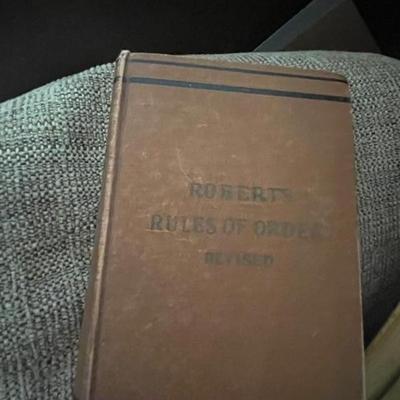 ROBERT'S
RULES OF ORDER
REVISED